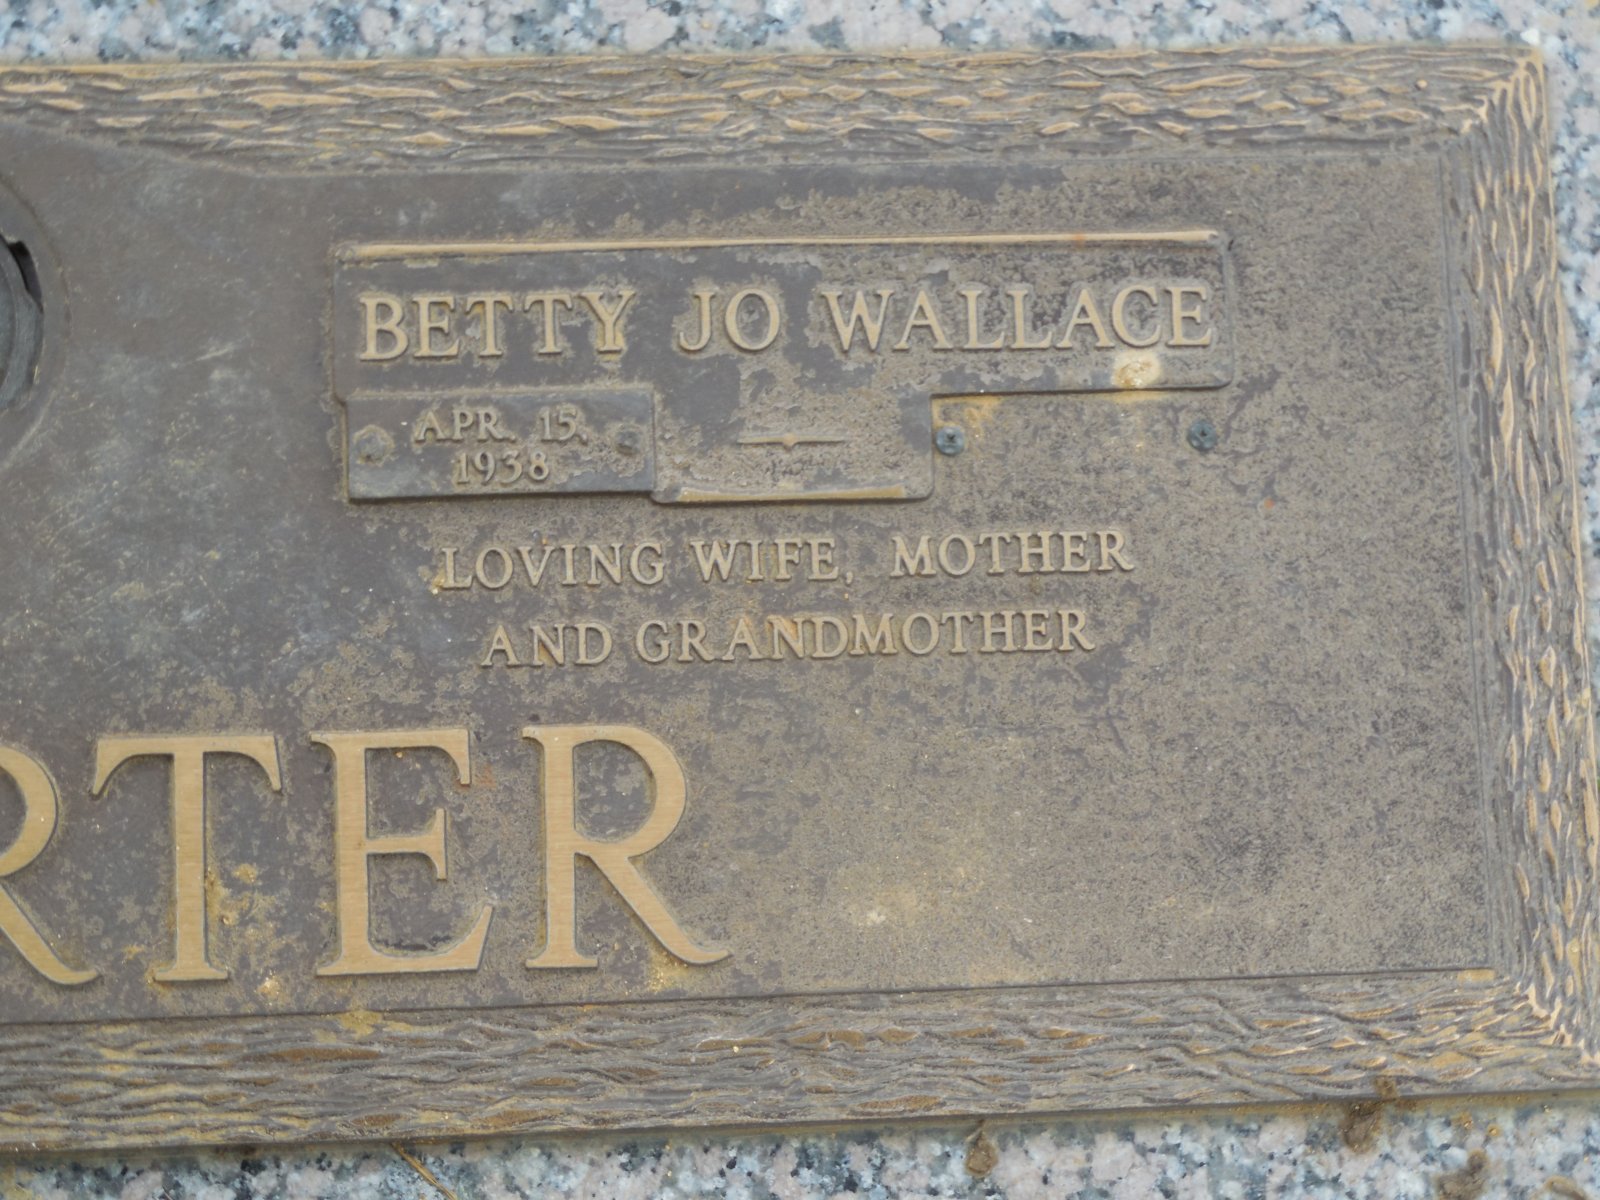 BETTY JO WALLACE
APR. 15,
1938
LOVING WIFE, MOTHER
AND GRANDMOTHER
RTER